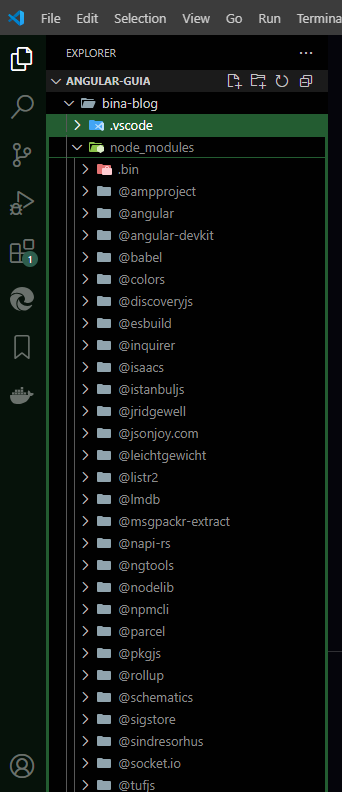 File Edit Selection View Go Run Termina
EXPLORER
ANGULAR-GUIA
bina-blog
.vscode
node_modules
.bin
@ampproject
@angular
@angular-devkit
@babel
@colors
@discoveryjs
@esbuild
@inquirer
@isaacs
@istanbuljs
@jridgewell
@jsonjoy.com
@leichtgewicht
@listr2
@lmdb
@msgpackr-extract
@napi-rs
@ngtools
@nodelib
@npmcli
@parcel
@pkgjs
@rollup
@schematics
@sigstore
@sindresorhus
@socket.io
@tufjs
1